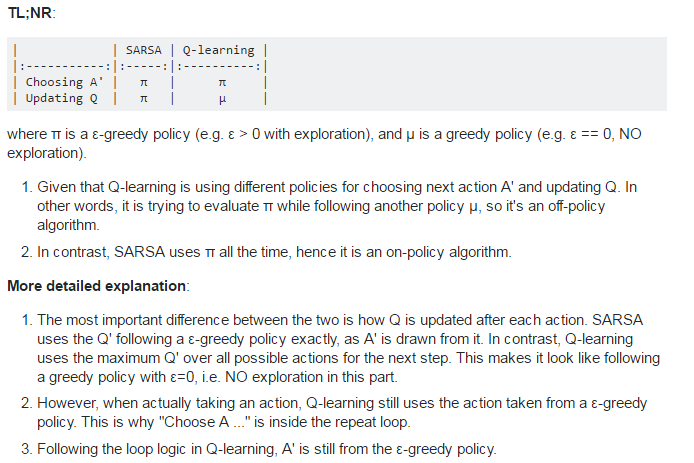 TL;NR:
|             | SARSA | Q-learning |
|:-----------:|:-----:|:----------:|
| Choosing A' |   π   |     π      |
| Updating Q  |   π   |     μ      |
where π is a ε-greedy policy (e.g. ε > 0 with exploration), and μ is a greedy policy (e.g. ε == 0, NO
exploration).
1. Given that Q-learning is using different policies for choosing next action A' and updating Q. In
other words, it is trying to evaluate π while following another policy μ, so it's an off-policy
algorithm.
2. In contrast, SARSA uses π all the time, hence it is an on-policy algorithm.
More detailed explanation:
1. The most important difference between the two is how Q is updated after each action. SARSA
uses the Q' following a ε-greedy policy exactly, as A' is drawn from it. In contrast, Q-learning
uses the maximum Q' over all possible actions for the next step. This makes it look like following
a greedy policy with ε=0, i.e. NO exploration in this part.
2. However, when actually taking an action, Q-learning still uses the action taken from a ε-greedy
policy. This is why "Choose A ..." is inside the repeat loop.
3. Following the loop logic in Q-learning, A' is still from the ε-greedy policy.